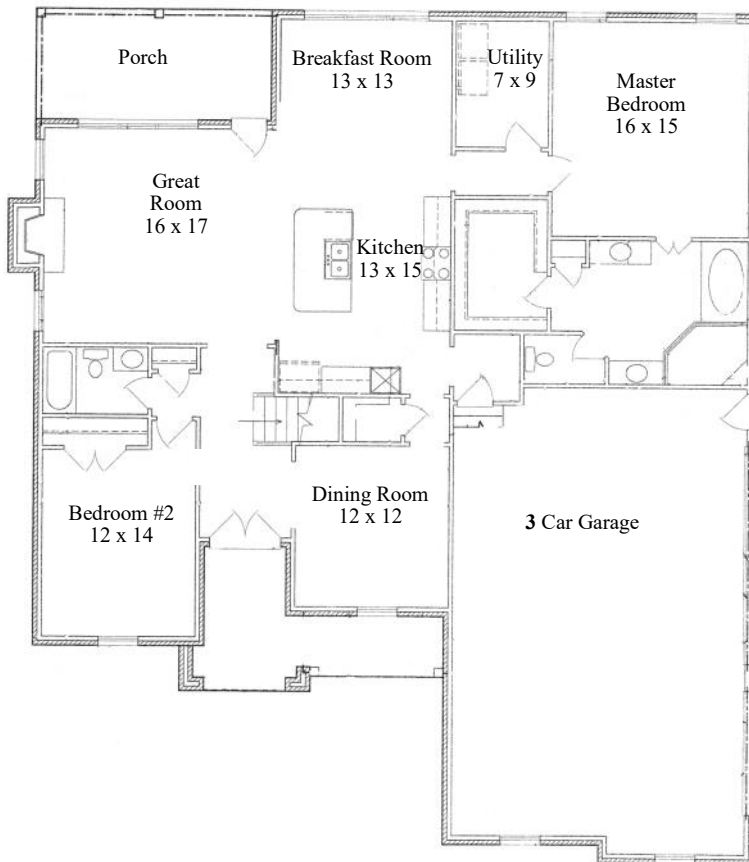 Porch
Breakfast Room
13 x 13
Utility
7 x 9
Master
Bedroom
16 x 15
Great
Room
16 x 17
Kitchen
13 x 15
Bedroom #2
12 x 14
Dining Room
12 x 12
3 Car Garage